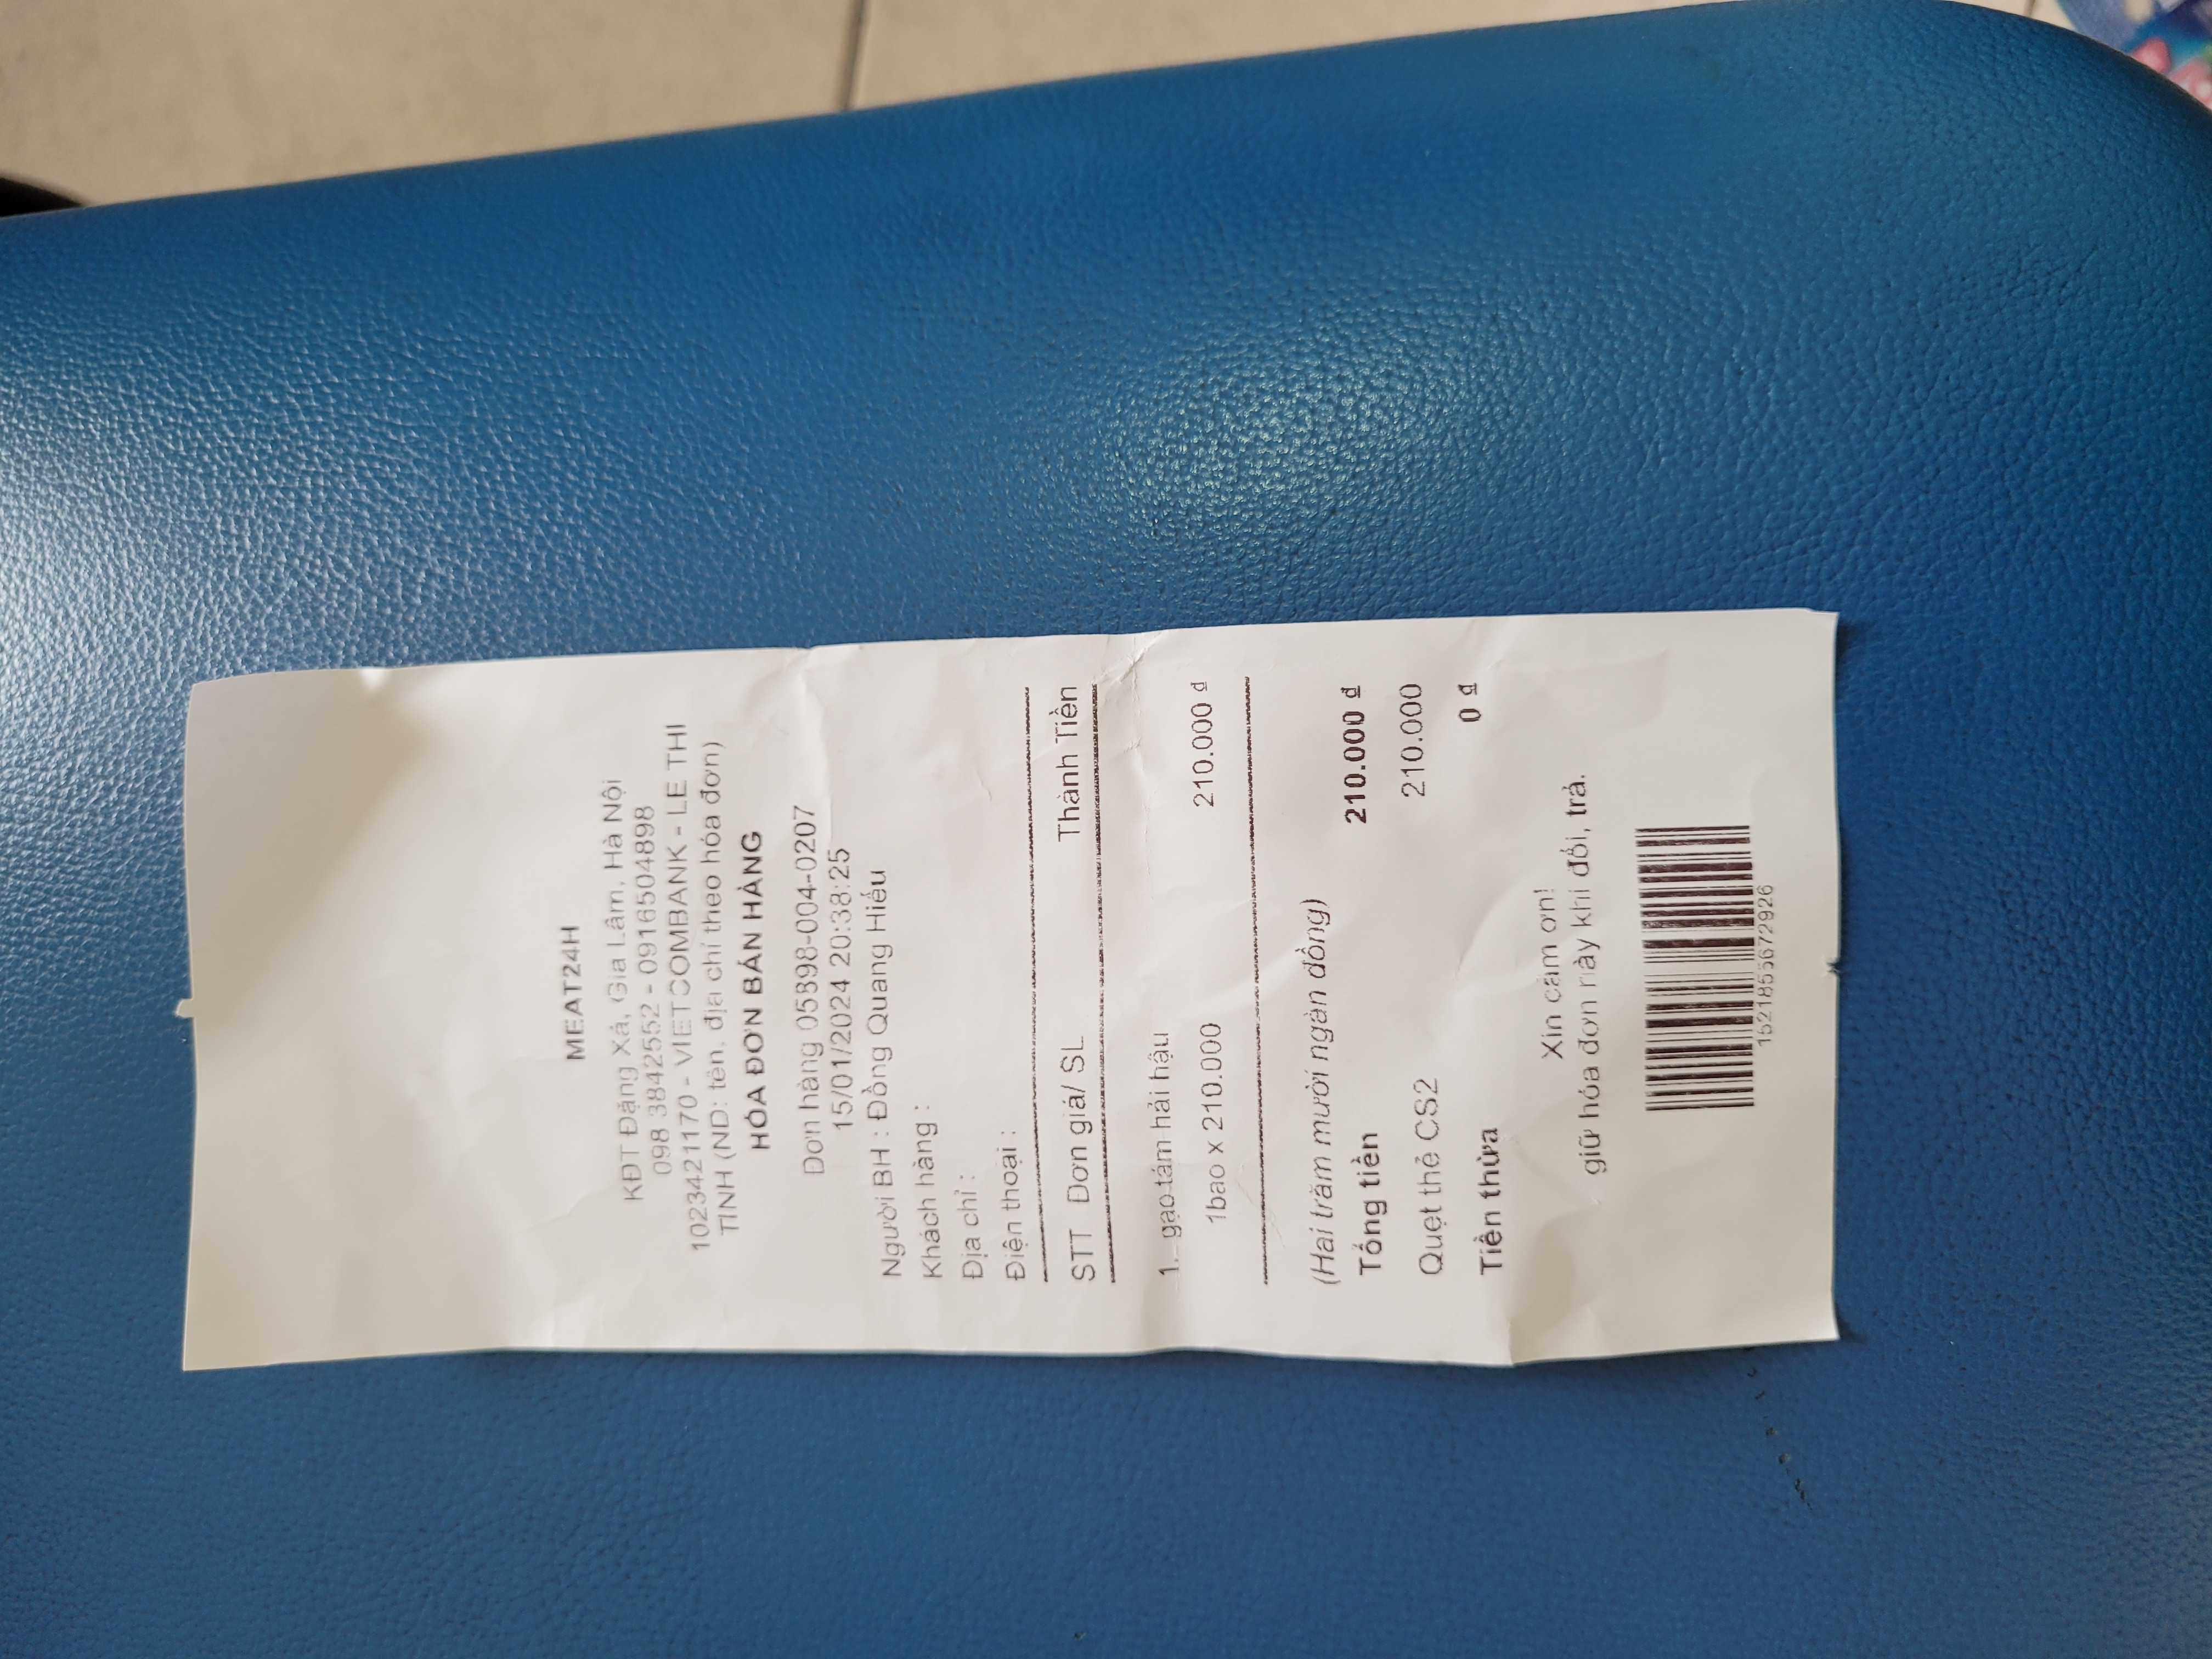 MEAT24H
KĐT Đặng Xá, Gia Lâm, Hà Nội
098 3842552 - 0916504898
1023421170 - VIETCOMBANK - LE THI
TINH (ND: tên, địa chỉ theo hóa đơn)
HÓA ĐƠN BÁN HÀNG
Đơn hàng 05898-004-0207
15/01/2024 20:38:25
Người BH : Đồng Quang Hiếu
Khách hàng :
Địa chỉ :
Điện thoại :
STT Đơn giá/ SL Thành Tiền
1. gạo tám hải hậu
1bao x 210.000 210.000 đ
(Hai trăm mười ngàn đồng)
Tổng tiền 210.000 đ
Quẹt thẻ CS2 210.000
Tiền thừa 0 đ
Xin cảm ơn!
giữ hóa đơn này khi đổi, trả.
1521855672926